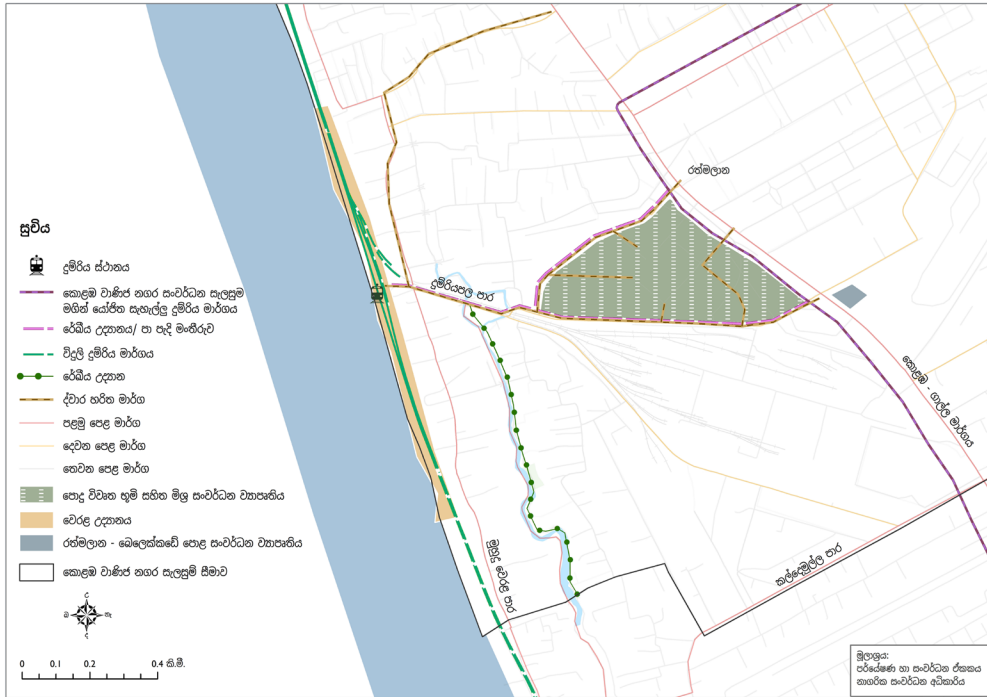 රත්මලාන
සුචිය
දුම්රිය ස්ථානය
කොළඹ වාණිජ නගර සංවර්ධන සැලසුම
මගින් යෝජිත සැහැල්ලු දුම්රිය මාර්ගය
රේඛීය උද්‍යානය/ පා පැදි මංතීරුව
විදුලි දුම්රිය මාර්ගය
රේඛීය උද්‍යාන
ද්වාර හරිත මාර්ග
පළමු පෙළ මාර්ග
දෙවන පෙළ මාර්ග
තෙවන පෙළ මාර්ග
පොදු විවෘත භූමි සහිත මිශ්‍ර සංවර්ධන ව්‍යාපෘතිය
වෙරළ උද්‍යානය
රත්මලාන - බෙලෙක්කඩේ පොළ සංවර්ධන ව්‍යාපෘතිය
කොළඹ වාණිජ නගර සැලසුම් සීමාව
දුම්රියපල පාර
කොළඹ - ගාල්ල මාර්ගය
මුහුදු වෙරළ පාර
කල්දෙමුල්ල පාර
උ
බ නැ
ද
0 0.1 0.2 0.4 කි.මී.
මූලාශ්‍රය:
පර්යේෂණ හා සංවර්ධන ඒකකය
නාගරික සංවර්ධන අධිකාරිය